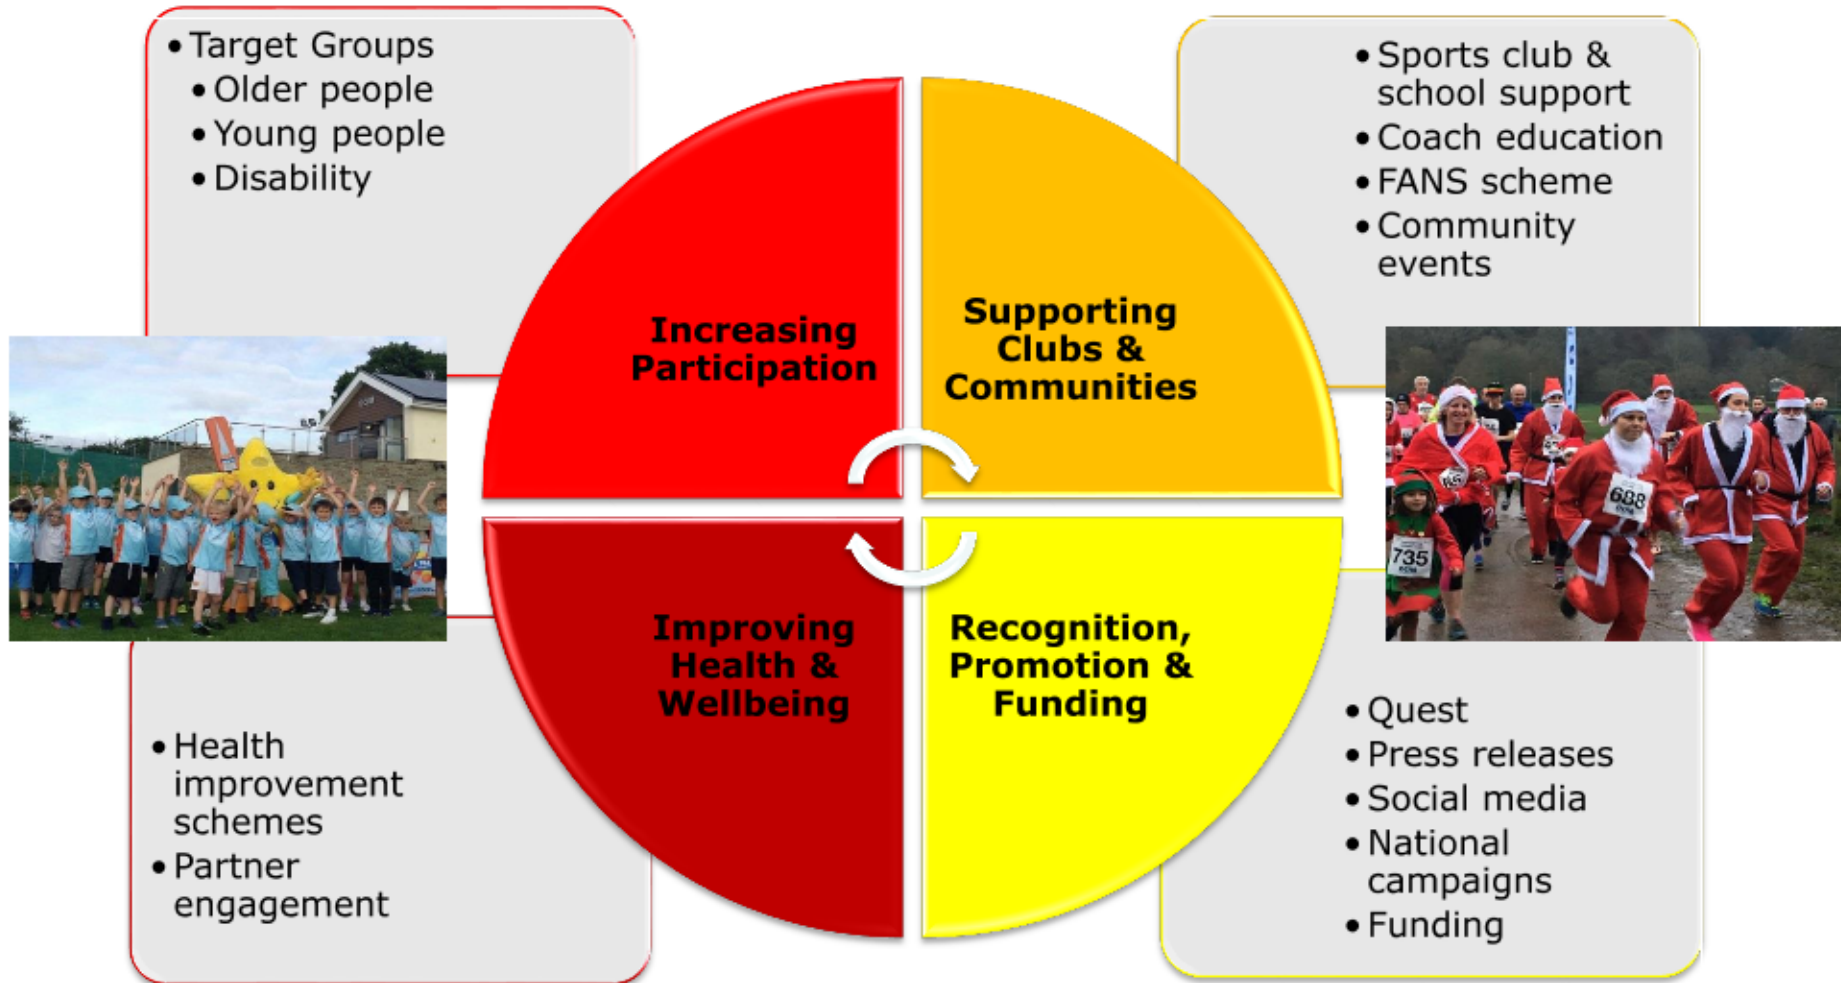 • Target Groups
• Older people
• Young people
• Disability
• Sports club &
school support
• Coach education
• FANS scheme
• Community
events
Increasing
Participation
Supporting
Clubs &
Communities
688
735
Improving
Health &
Wellbeing
Recognition,
Promotion &
Funding
• Health
improvement
schemes
• Partner
engagement
• Quest
• Press releases
• Social media
• National
campaigns
• Funding